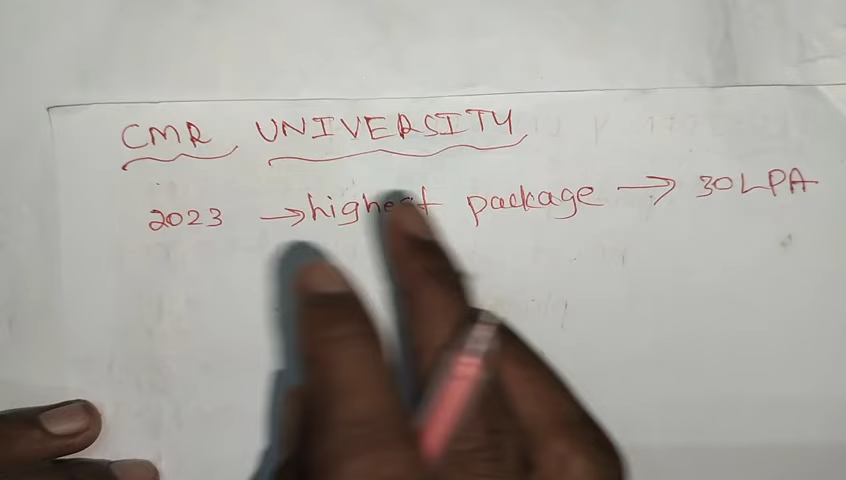 CMR UNIVERSITY
2023 → highest package → 30LPA